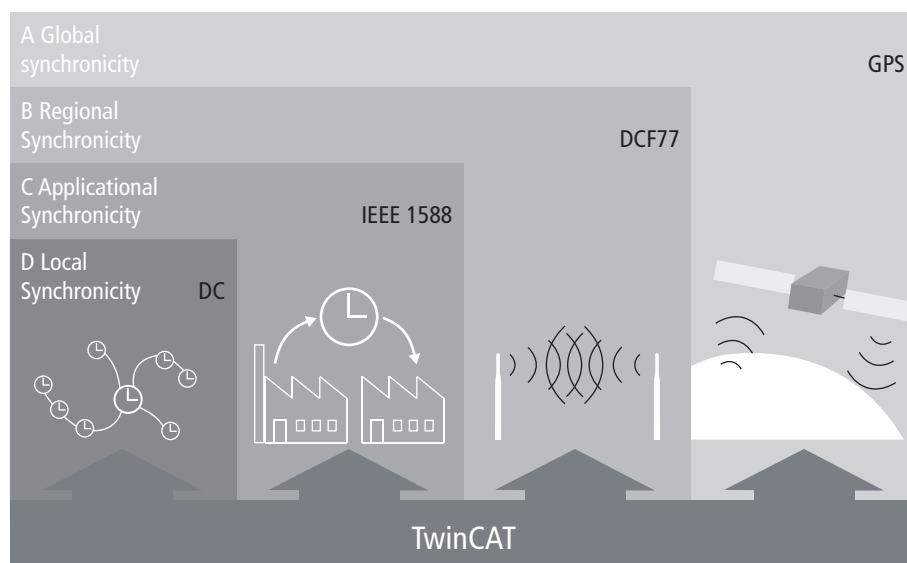 A Global
synchronicity
GPS
B Regional
Synchronicity
DCF77
C Applicational
Synchronicity
IEEE 1588
D Local
Synchronicity
DC
TwinCAT